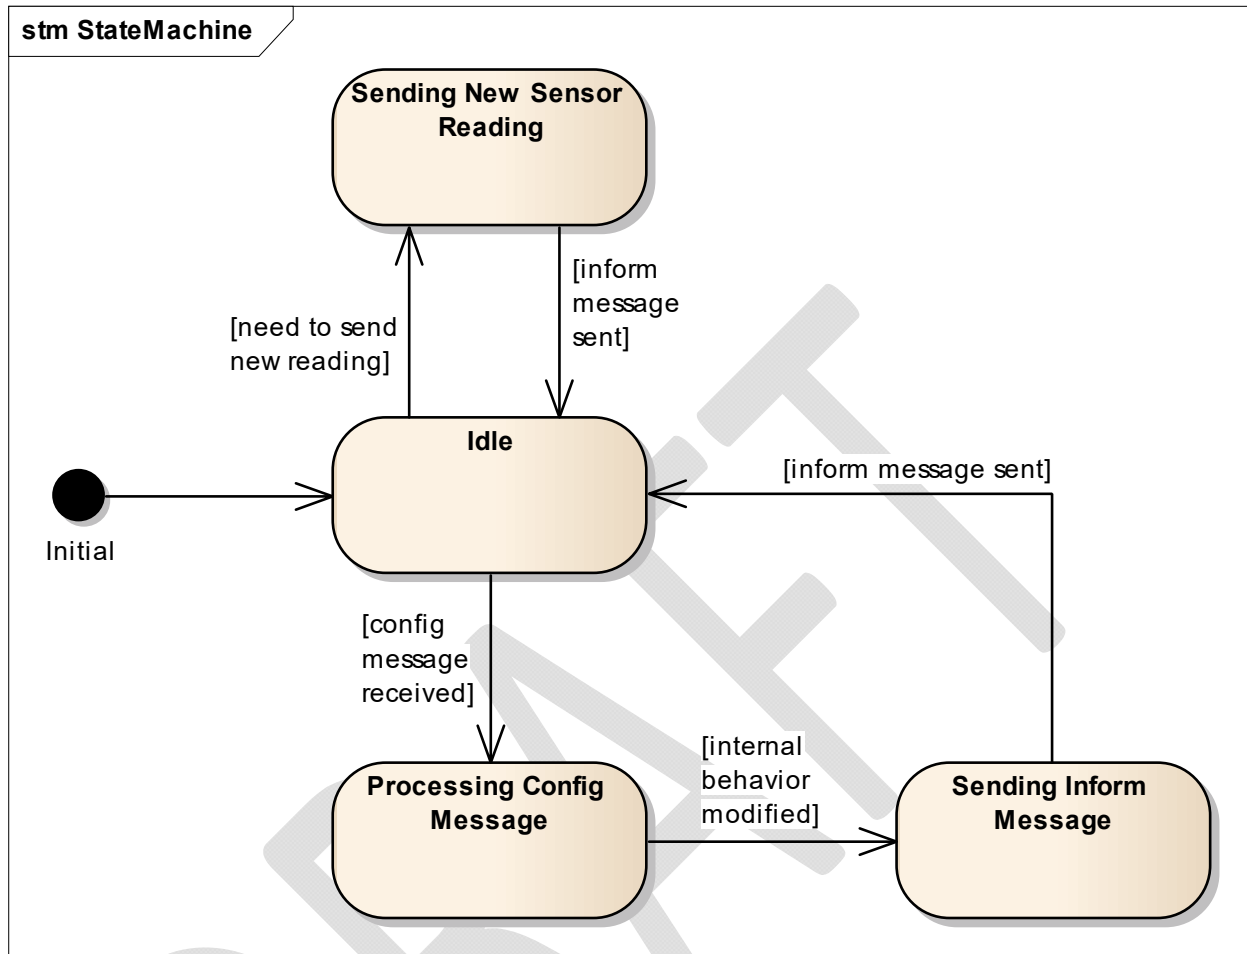 stm StateMachine
Sending New Sensor
Reading
[inform
message
sent]
[need to send
new reading]
Idle
[inform message sent]
Initial
[config
message
received]
[internal
behavior
modified]
Processing Config
Message
Sending Inform
Message
DRAFT